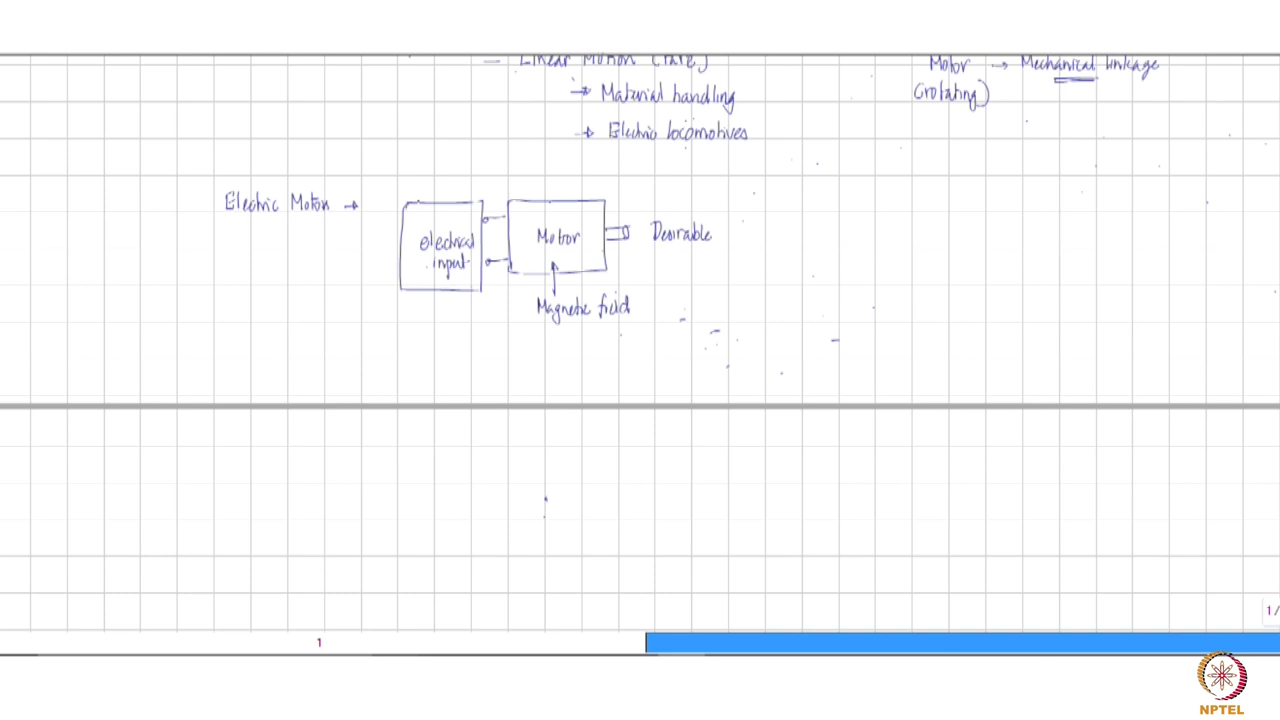 — Linear Motion (rare)
→ Material handling
→ Electric locomotives
Motor → Mechanical linkage
(rotating)
Electric Motor →
electrical
input
Motor
Desirable
Magnetic field
1
1/
NPTEL